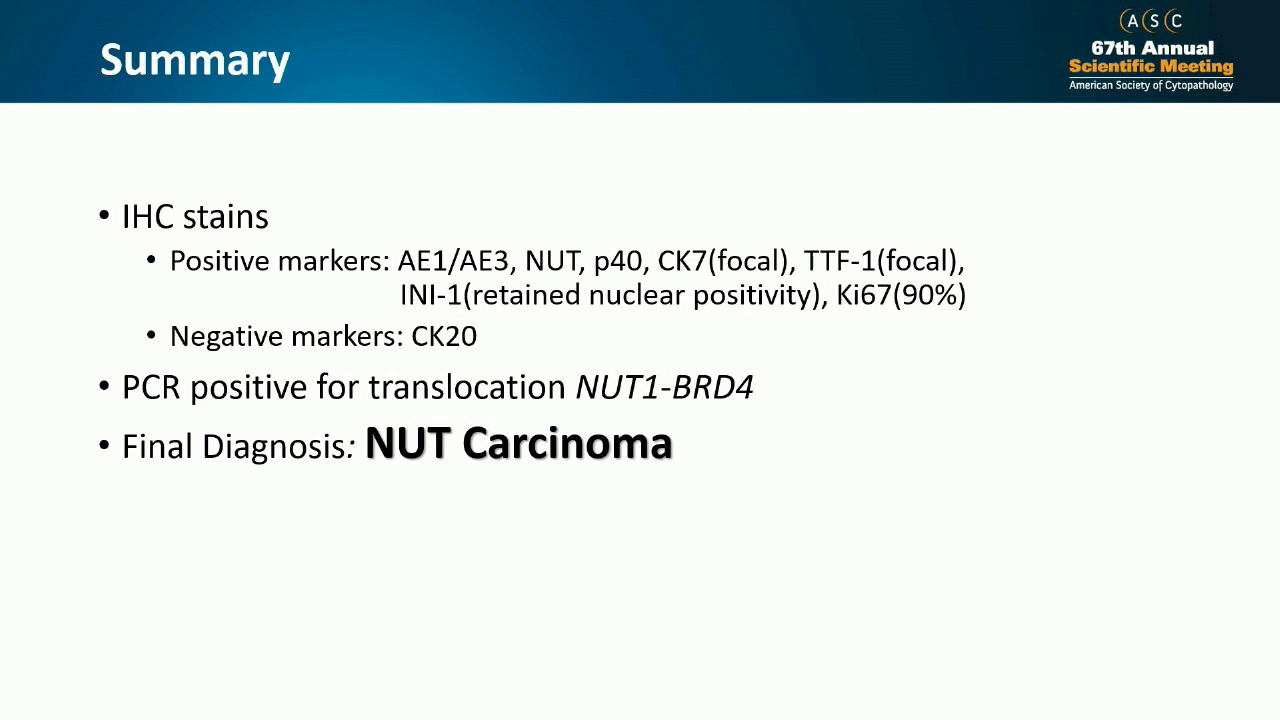 Summary
(A(S(C
67th Annual
Scientific Meeting
American Society of Cytopathology
• IHC stains
• Positive markers: AE1/AE3, NUT, p40, CK7(focal), TTF-1(focal),
INI-1(retained nuclear positivity), Ki67(90%)
• Negative markers: CK20
• PCR positive for translocation NUT1-BRD4
• Final Diagnosis: NUT Carcinoma